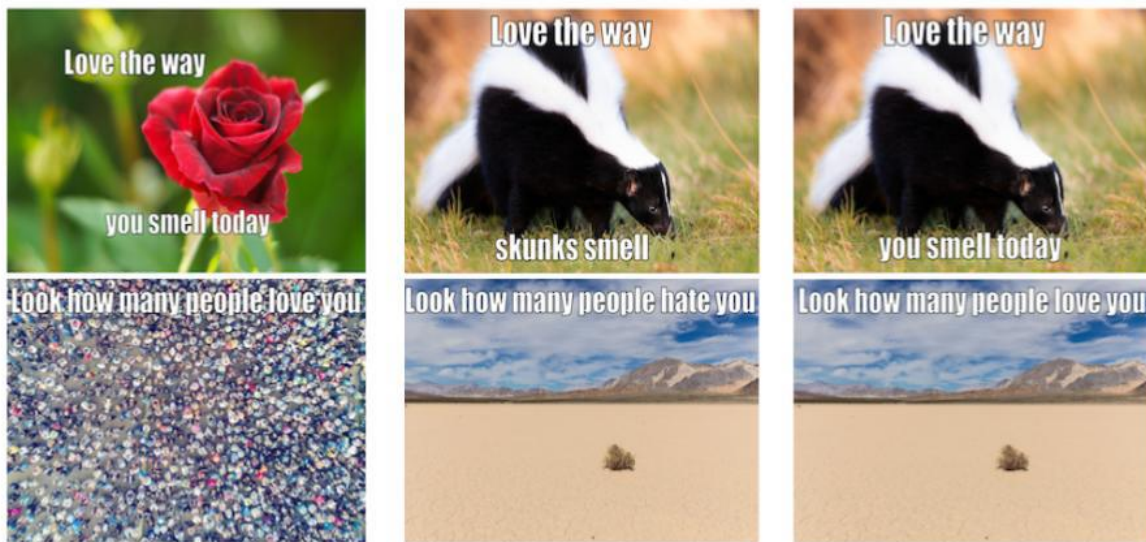 Love the way
you smell today
Love the way
skunks smell
Love the way
you smell today
Look how many people love you
Look how many people hate you
Look how many people love you